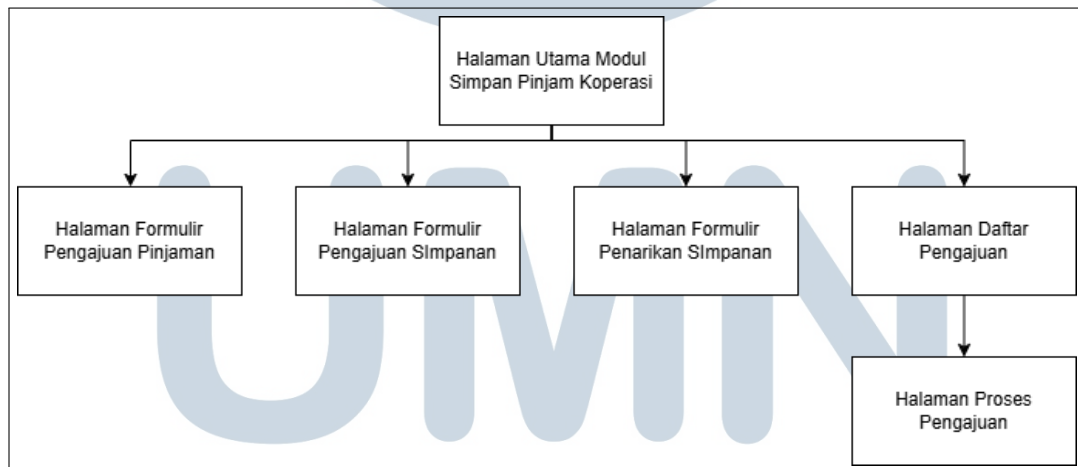 Halaman Utama Modul
Simpan Pinjam Koperasi
Halaman Formulir
Pengajuan Pinjaman
Halaman Formulir
Pengajuan SImpanan
Halaman Formulir
Penarikan SImpanan
Halaman Daftar
Pengajuan
Halaman Proses
Pengajuan
UMN